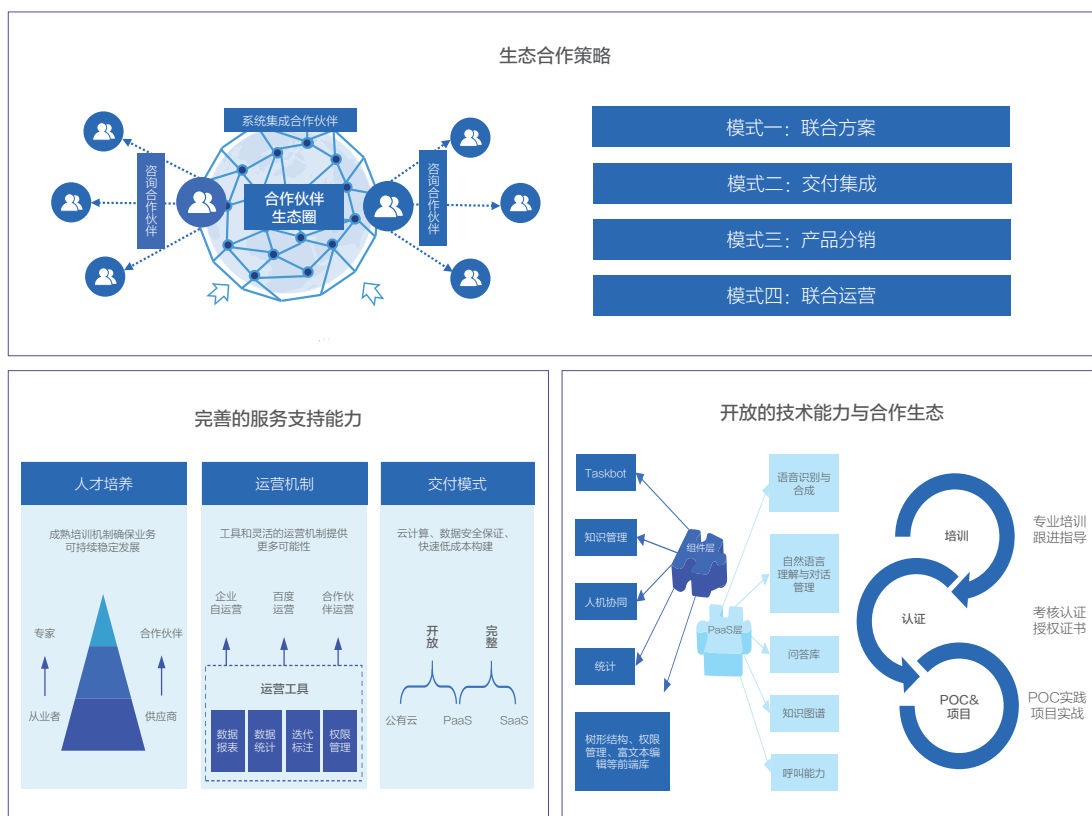 生态合作策略
系统集成合作伙伴
咨询合作伙伴
合作伙伴
生态圈
咨询合作伙伴
模式一：联合方案
模式二：交付集成
模式三：产品分销
模式四：联合运营
完善的服务支持能力
人才培养
成熟培训机制确保业务
可持续稳定发展
专家
合作伙伴
从业者
供应商
运营机制
工具和灵活的运营机制提供
更多可能性
企业
自运营
百度
运营
合作伙
伴运营
运营工具
数据
报表
数据
统计
迭代
标注
权限
管理
交付模式
云计算、数据安全保证、
快速低成本构建
开放
完整
公有云
PaaS
SaaS
开放的技术能力与合作生态
Taskbot
知识管理
人机协同
统计
树形结构、权限
管理、富文本编
辑等前端库
组件层
PaaS层
语音识别与
合成
自然语言
理解与对话
管理
问答库
知识图谱
呼叫能力
培训
专业培训
跟进指导
认证
考核认证
授权证书
POC&
项目
POC实践
项目实战